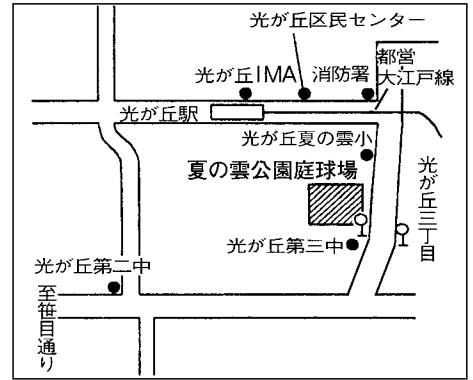 光が丘区民センター
光が丘IMA
消防署
都営
大江戸線
光が丘駅
光が丘夏の雲小
夏の雲公園庭球場
光が丘三丁目
光が丘第三中
光が丘第二中
至笹目通り